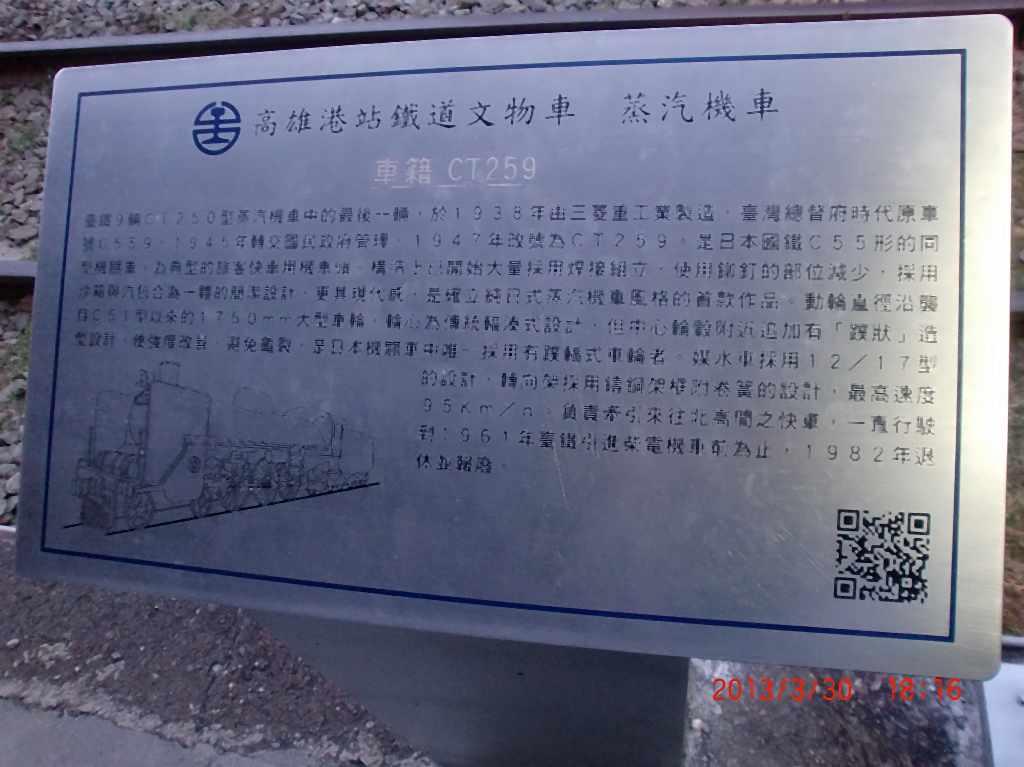 高雄港站鐵道文物車 蒸汽機車
車籍 CT259
臺鐵9輛CT250型蒸汽機車中的最後一輛，於1938年由三菱重工業製造，臺灣總督府時代原車
號C559，1945年轉交國民政府管理，1947年改號為CT259，是日本國鐵C55形的同
型機關車，為典型的旅客快車用機車頭。構造上已開始大量採用焊接組立，使用鉚釘的部位減少，採用
砂箱與汽包合為一體的簡潔設計，更具現代感，是確立純日式蒸汽機車風格的首款作品。動輪直徑沿襲
自C51型以來的1750mm大型車輪，輪心為傳統輻湊式設計，但中心輪轂附近追加有「蹼狀」造
型設計，使強度改善，避免龜裂，是日本機關車中唯一採用有蹼輻式車輪者。媒水車採用12／17型
的設計，轉向架採用鑄鋼架框附卷簧的設計，最高速度
95Km／h。負責牽引來往北高間之快車，一直行駛
到1961年臺鐵引進柴電機車前為止，1982年退
休並報廢。
2013/3/30 18:16